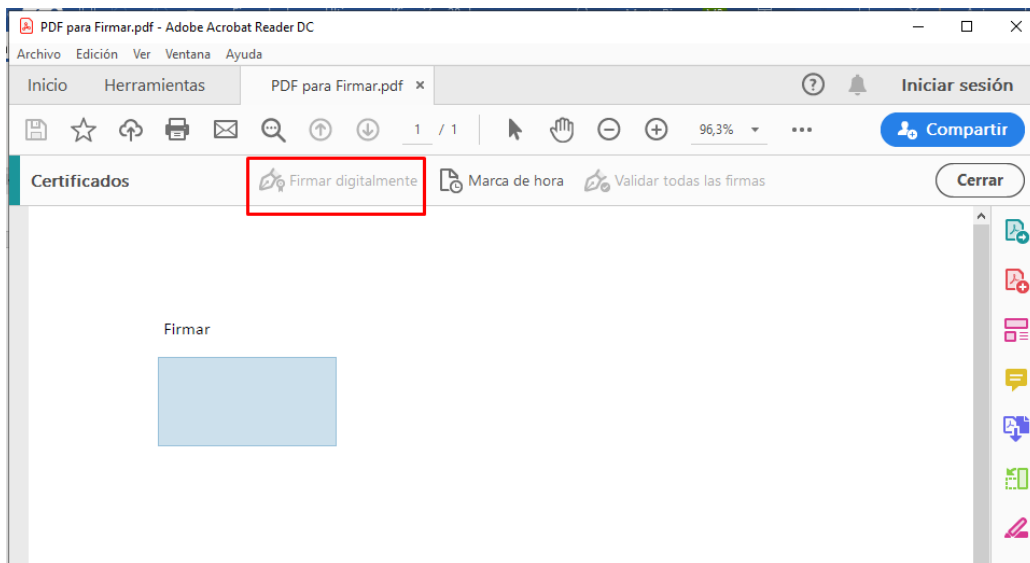 PDF para Firmar.pdf - Adobe Acrobat Reader DC
Archivo Edición Ver Ventana Ayuda
Inicio Herramientas PDF para Firmar.pdf × ? Iniciar sesión
1 / 1 96,3% Compartir
Certificados Firmar digitalmente Marca de hora Validar todas las firmas Cerrar
Firmar